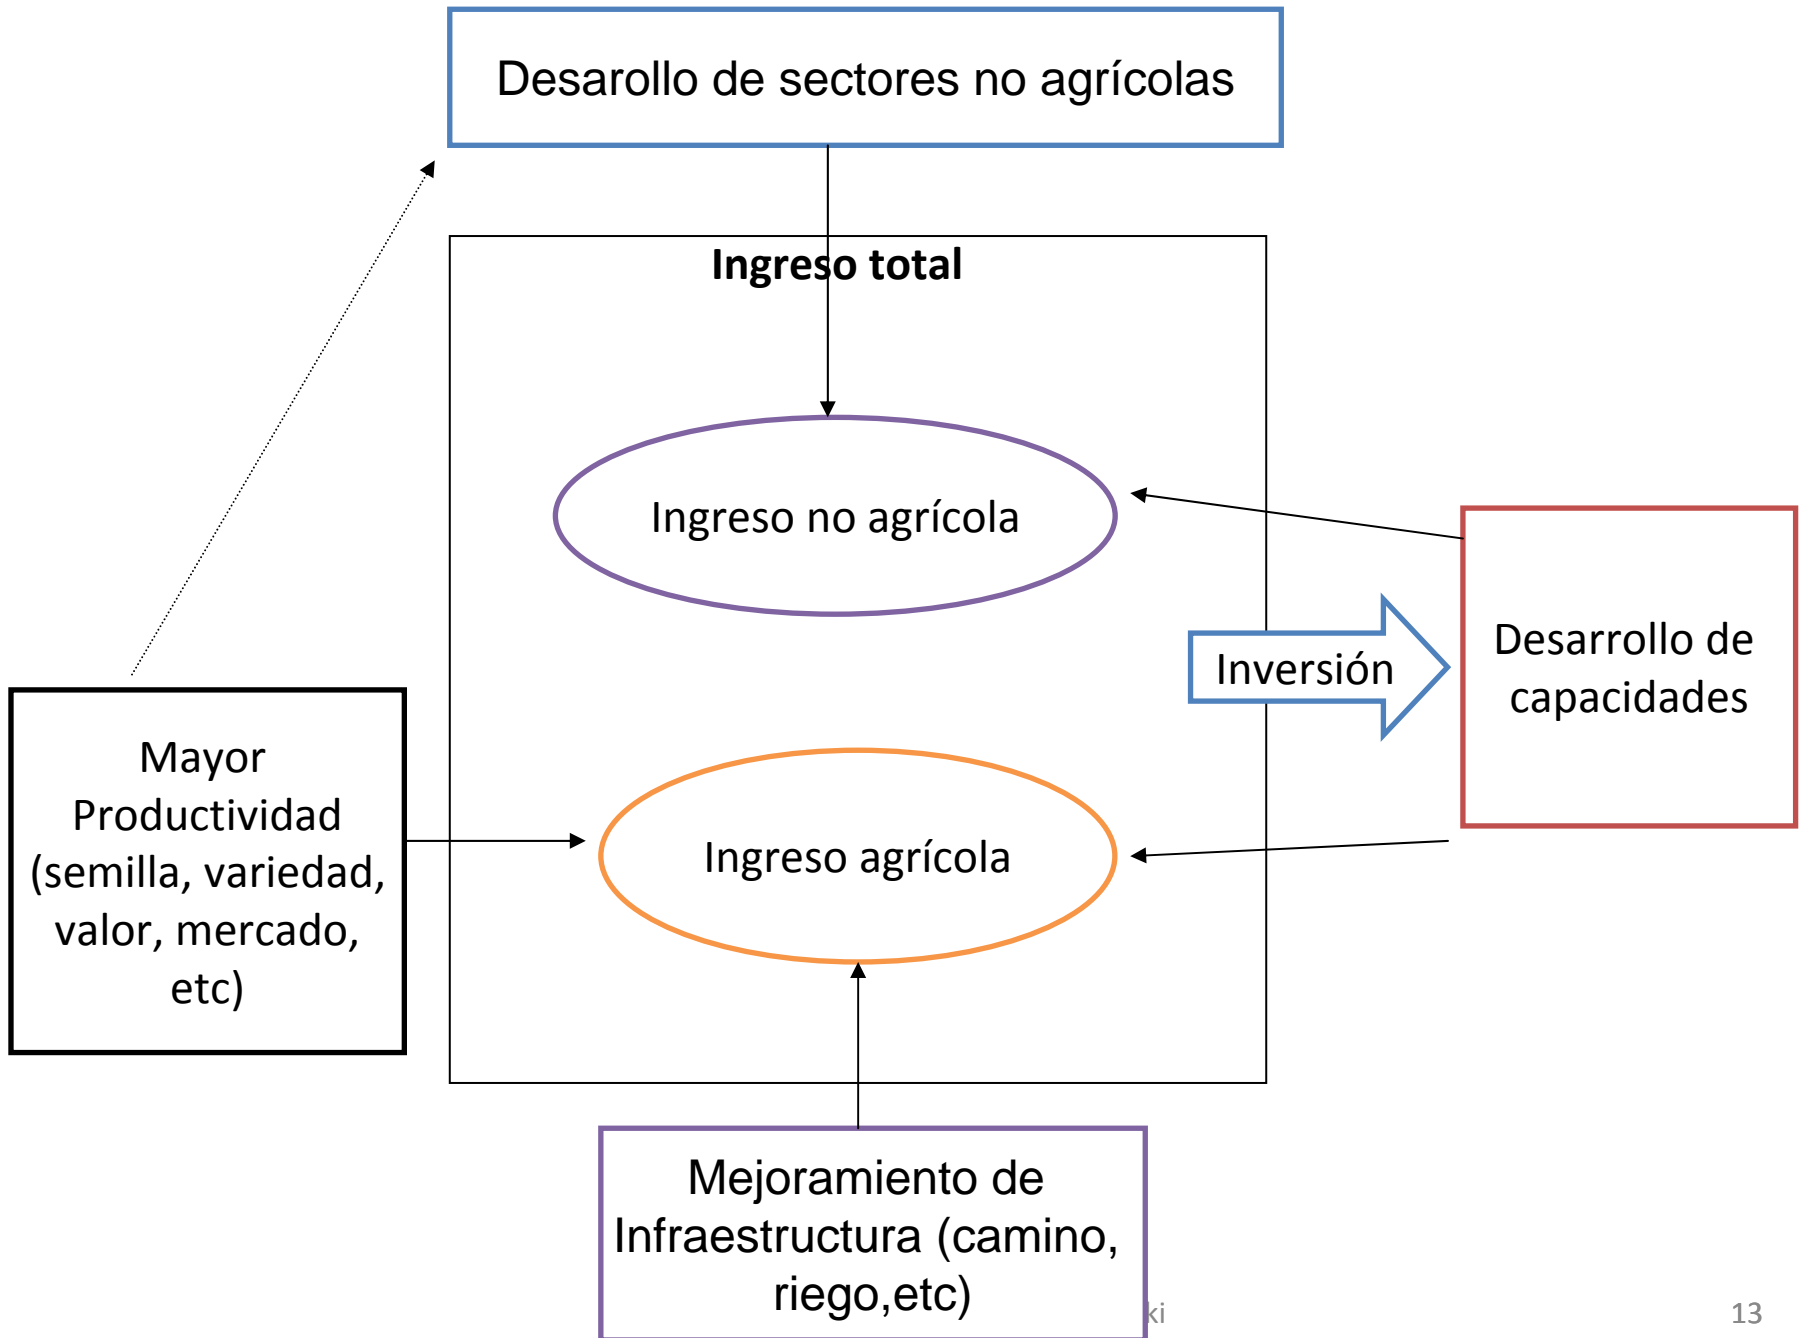 Desarollo de sectores no agrícolas
Ingreso total
Ingreso no agrícola
Inversión
Desarrollo de
capacidades
Mayor
Productividad
(semilla, variedad,
valor, mercado,
etc)
Ingreso agrícola
Mejoramiento de
Infraestructura (camino,
riego,etc)
ki
13